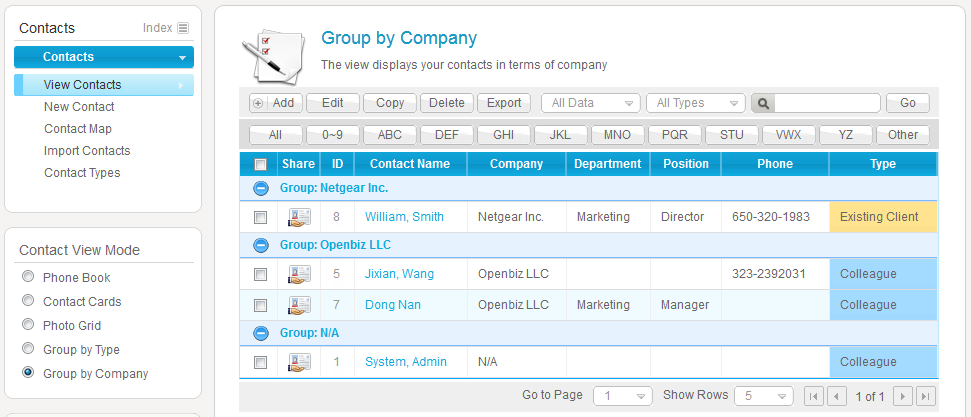 Contacts
Index
Contacts
View Contacts
New Contact
Contact Map
Import Contacts
Contact Types
Contact View Mode
Phone Book
Contact Cards
Photo Grid
Group by Type
Group by Company
Group by Company
The view displays your contacts in terms of company
Add Edit Copy Delete Export All Data All Types Go
All 0~9 ABC DEF GHI JKL MNO PQR STU VWX YZ Other
Share ID Contact Name Company Department Position Phone Type
Group: Netgear Inc.
8 William, Smith Netgear Inc. Marketing Director 650-320-1983 Existing Client
Group: Openbiz LLC
5 Jixian, Wang Openbiz LLC 323-2392031 Colleague
7 Dong Nan Openbiz LLC Marketing Manager Colleague
Group: N/A
1 System, Admin N/A Colleague
Go to Page 1 Show Rows 5 1 of 1